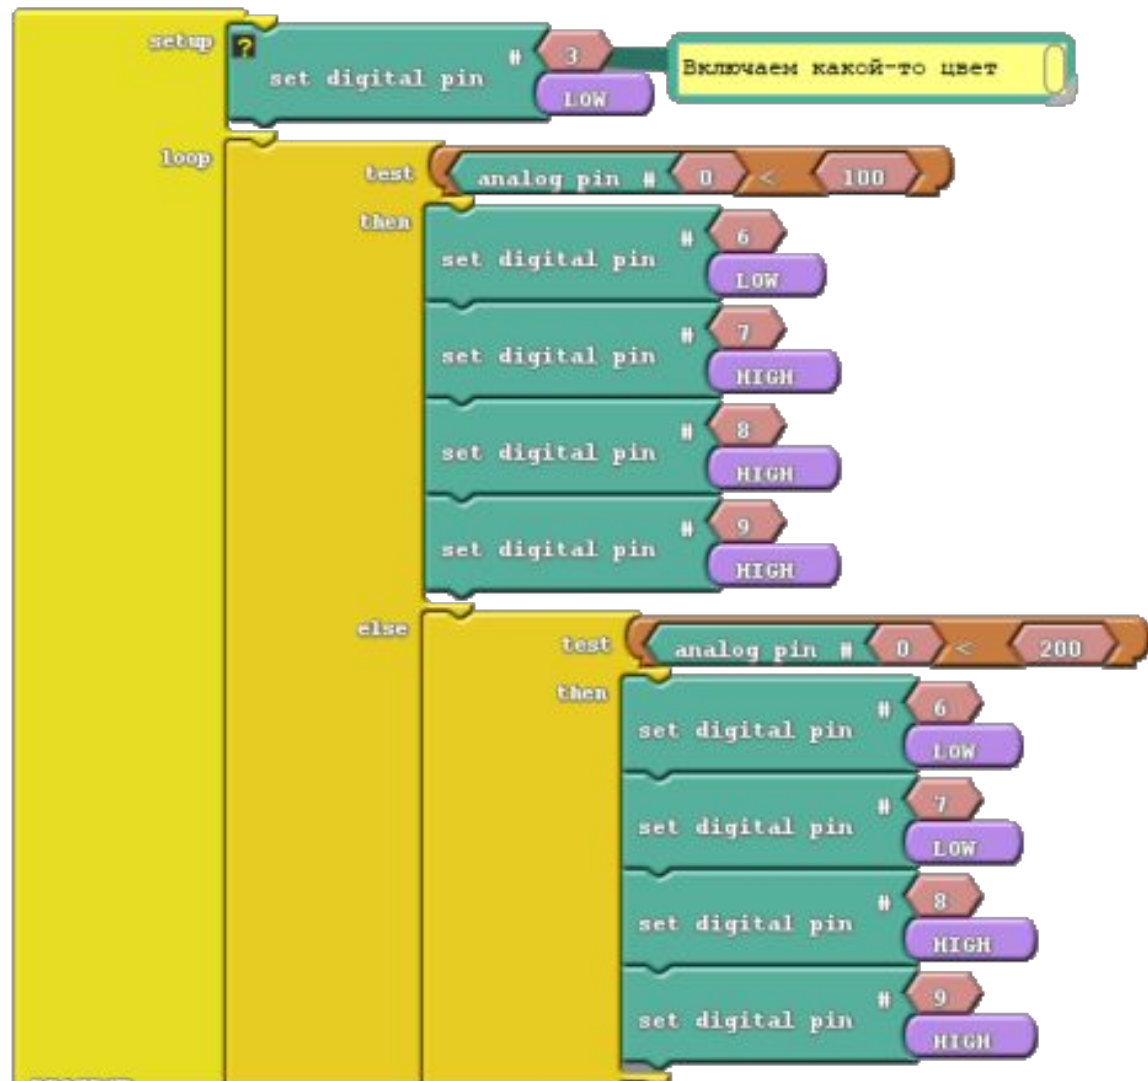 setup
?
set digital pin # 3
LOW
Включаем какой-то цвет
loop
test
analog pin # 0 < 100
then
set digital pin # 6
LOW
set digital pin # 7
HIGH
set digital pin # 8
HIGH
set digital pin # 9
HIGH
else
test
analog pin # 0 < 200
then
set digital pin # 6
LOW
set digital pin # 7
LOW
set digital pin # 8
HIGH
set digital pin # 9
HIGH